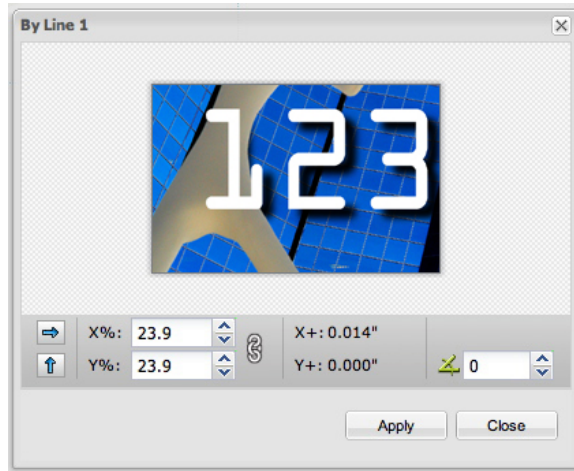 By Line 1
123
X%: 23.9 X+: 0.014"
Y%: 23.9 Y+: 0.000" 0
Apply Close